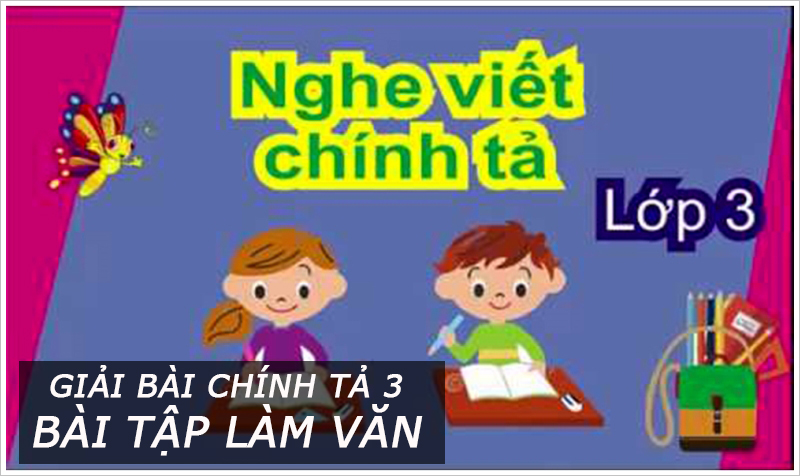 Nghe viết
chính tả
Lớp 3
GIẢI BÀI CHÍNH TẢ 3
BÀI TẬP LÀM VĂN